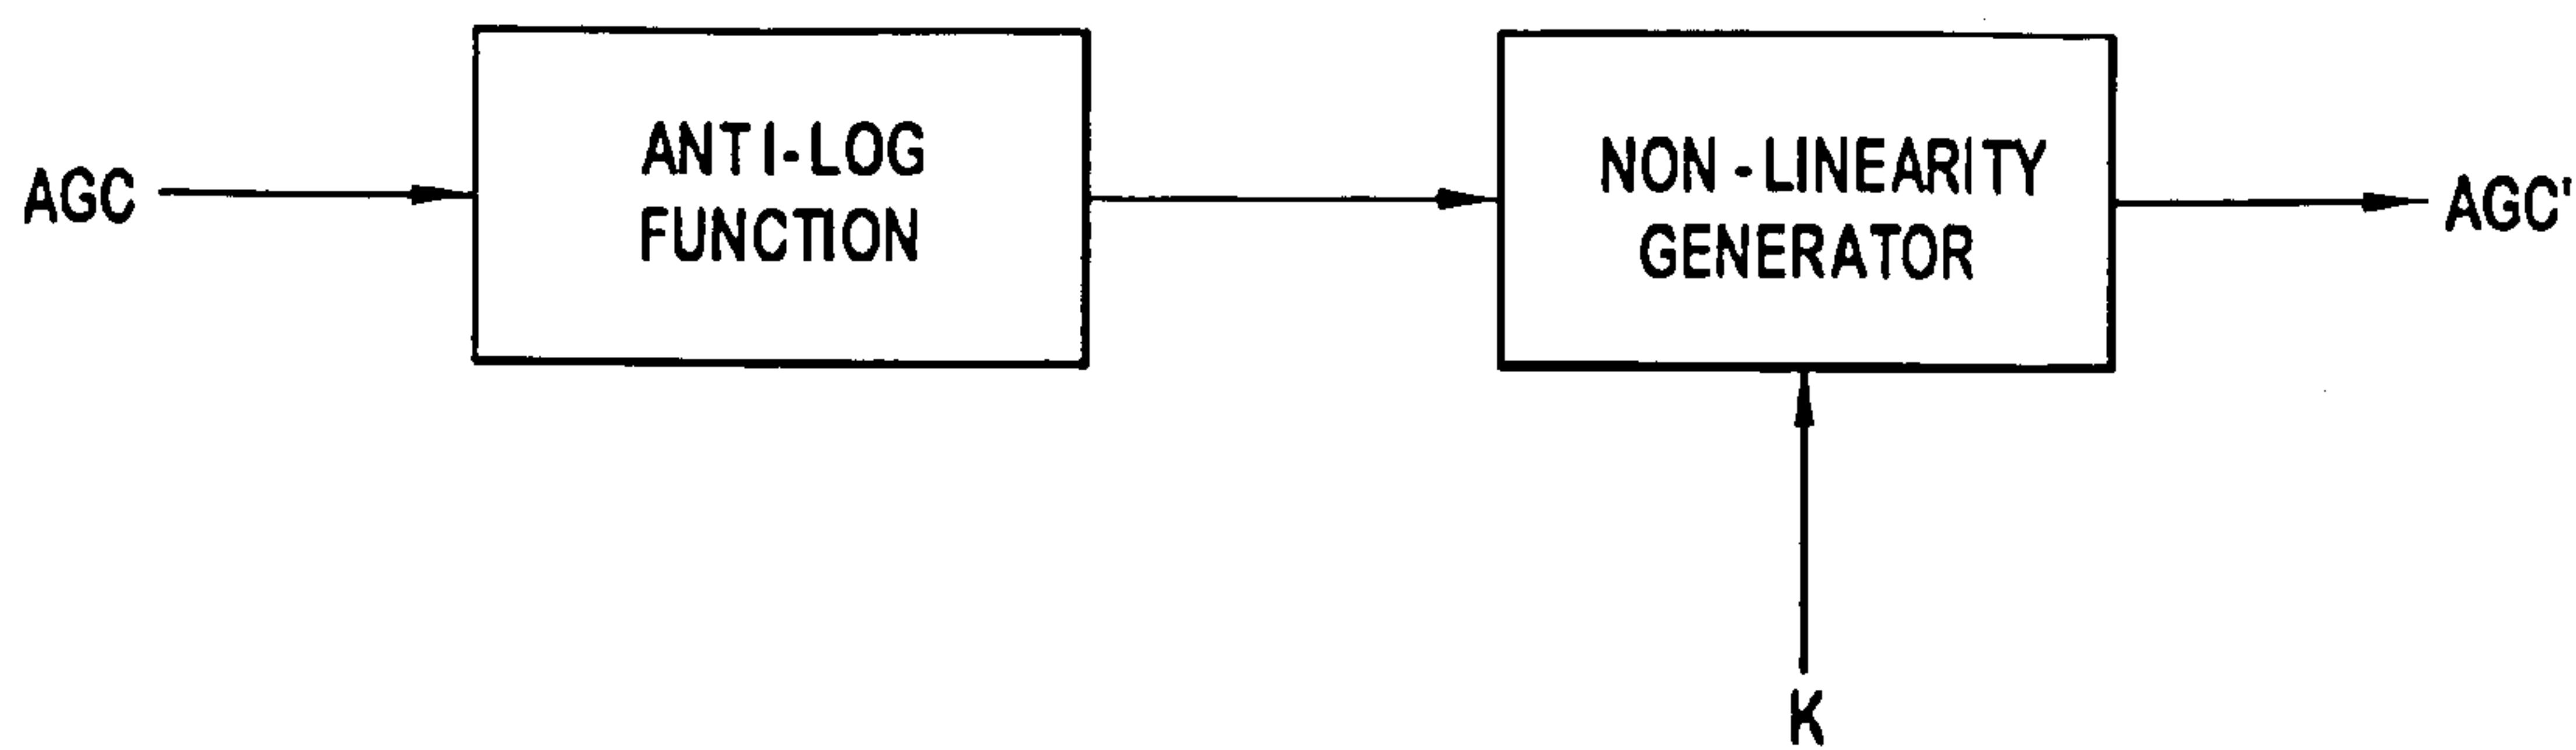 AGC
ANTI-LOG
FUNCTION
NON-LINEARITY
GENERATOR
AGC'
K